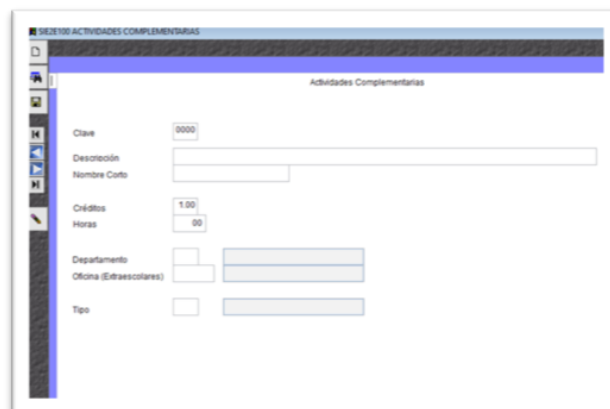 SIE2E100 ACTIVIDADES COMPLEMENTARIAS
Actividades Complementarias
Clave 0000
Descripción
Nombre Corto
Créditos 1.00
Horas 00
Departamento
Oficina (Extraescolares)
Tipo